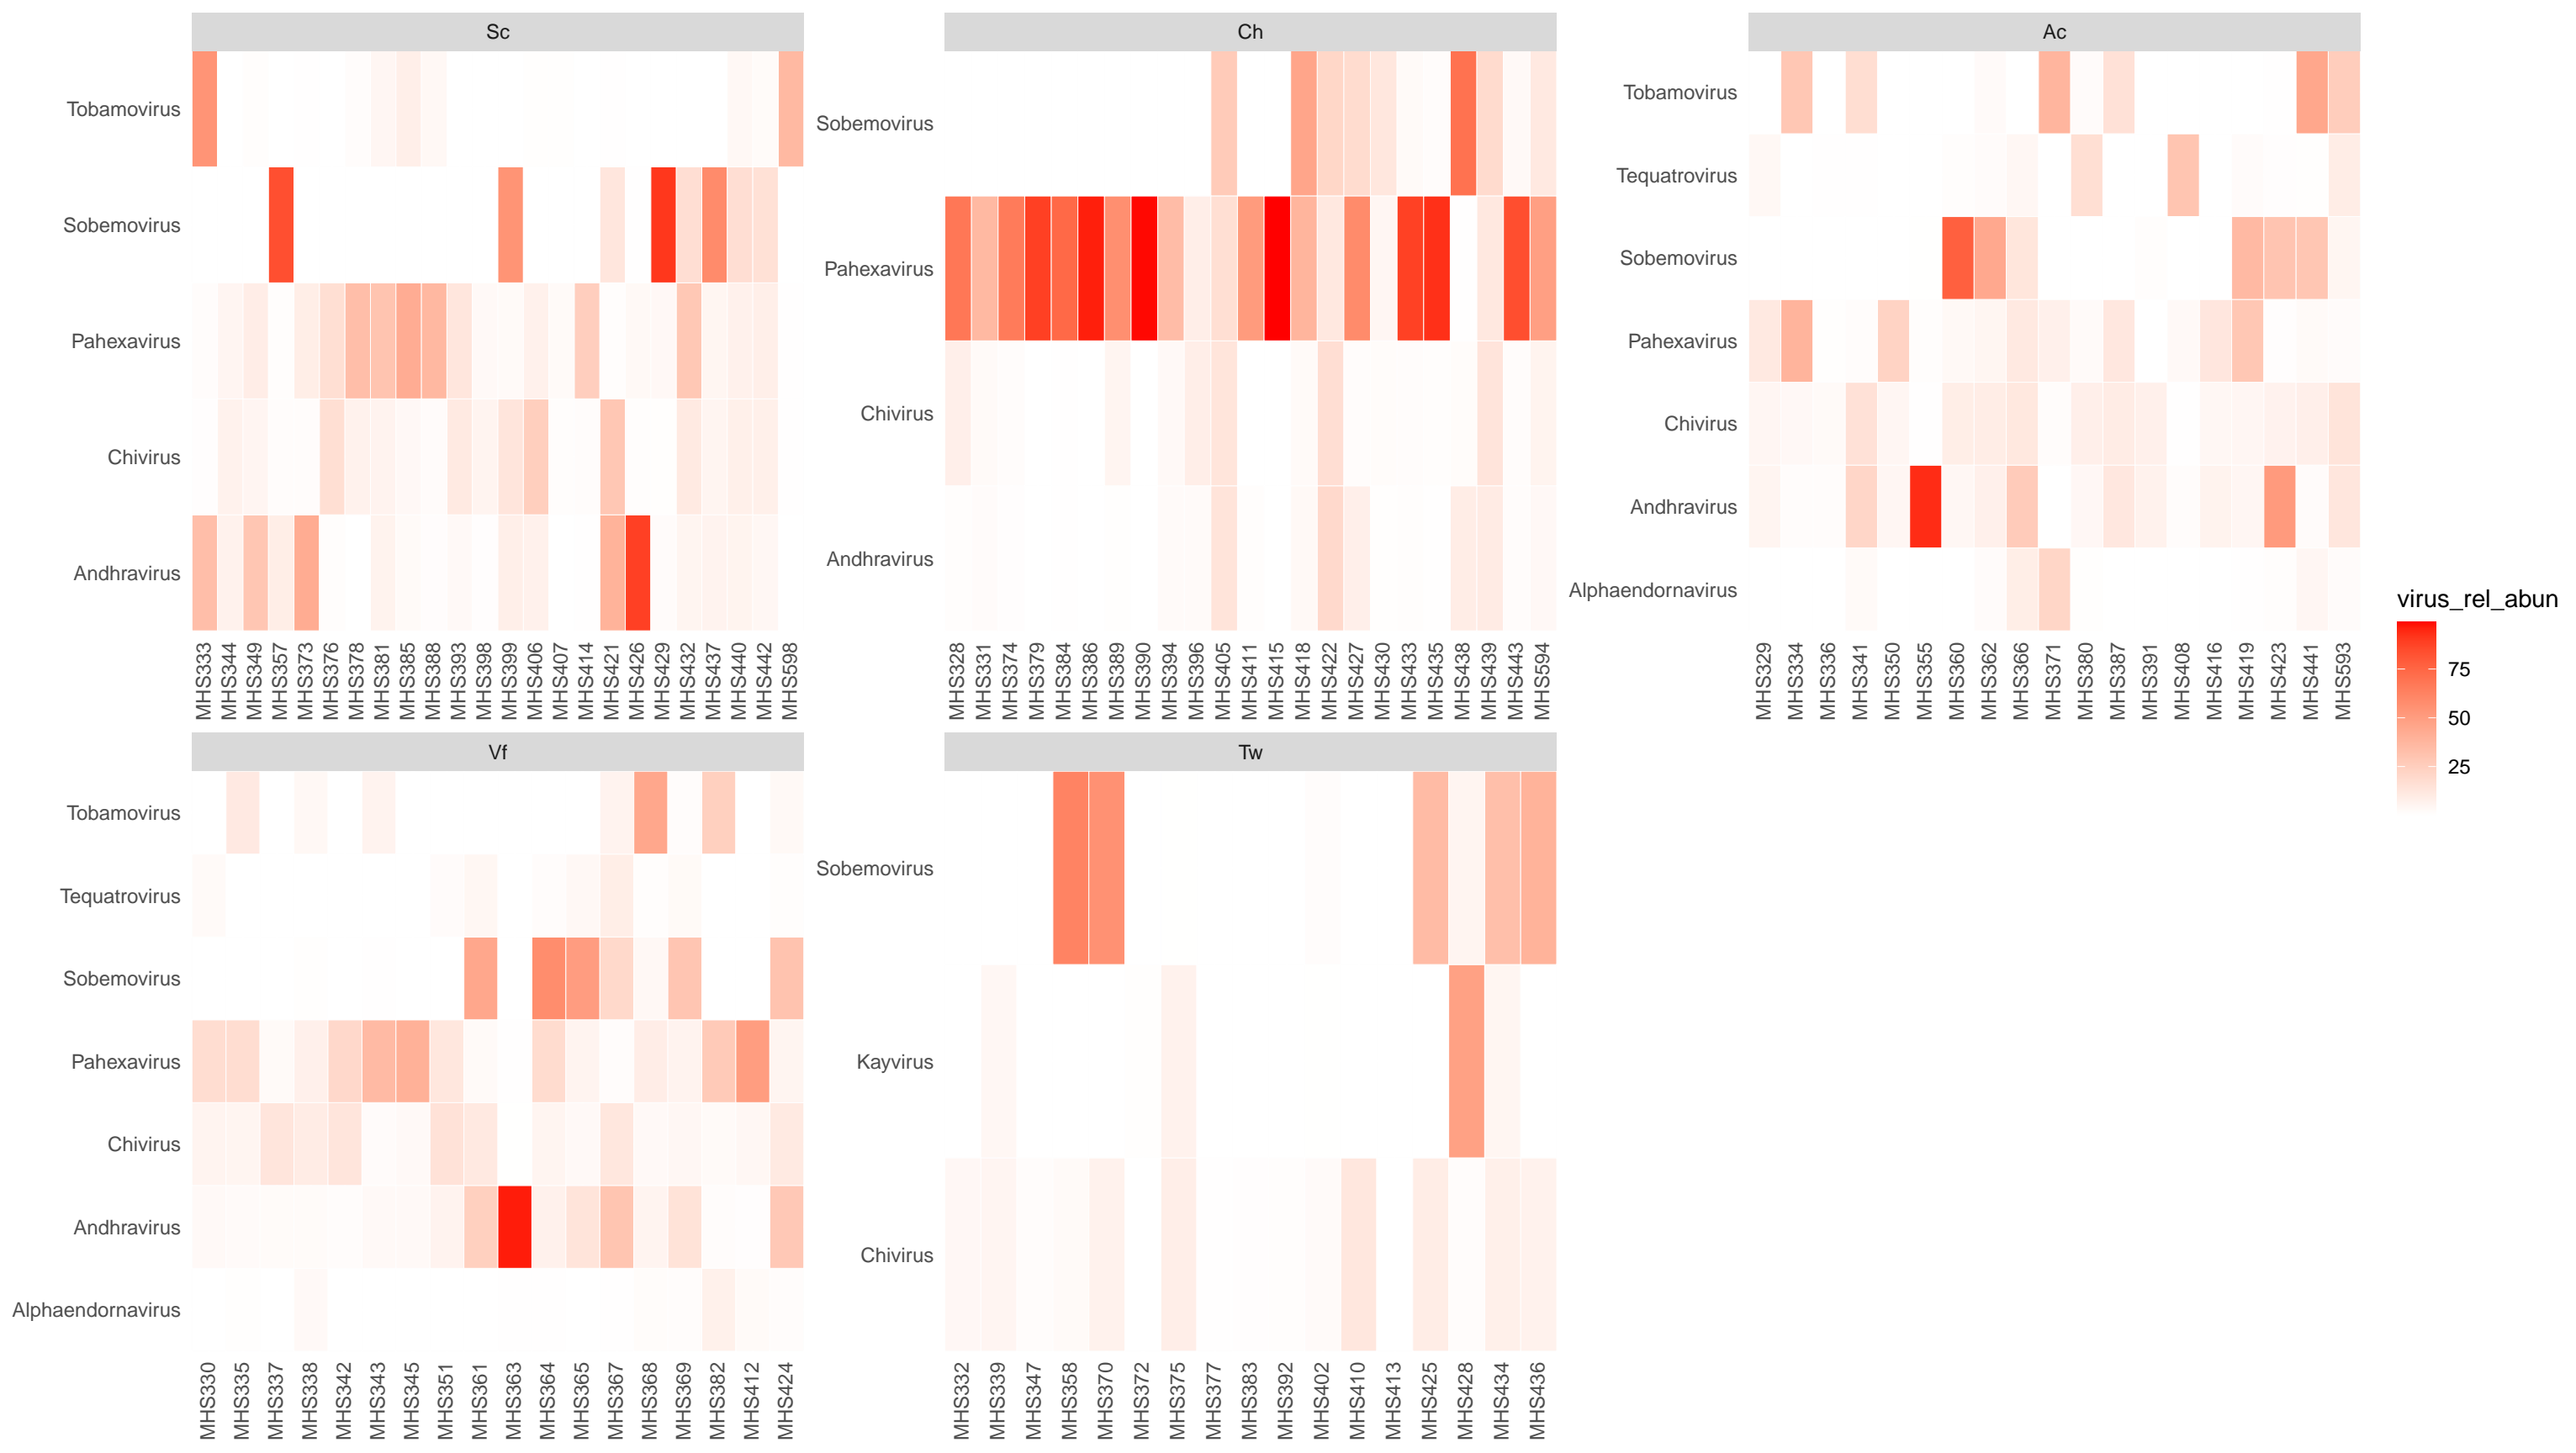 Sc
Tobamovirus
Sobemovirus
Pahexavirus
Chivirus
Andhravirus
MHS333
MHS344
MHS349
MHS357
MHS373
MHS376
MHS378
MHS381
MHS385
MHS388
MHS393
MHS398
MHS399
MHS406
MHS407
MHS414
MHS421
MHS426
MHS429
MHS432
MHS437
MHS440
MHS442
MHS598
Ch
Sobemovirus
Pahexavirus
Chivirus
Andhravirus
MHS328
MHS331
MHS374
MHS379
MHS384
MHS386
MHS389
MHS390
MHS394
MHS396
MHS405
MHS411
MHS415
MHS418
MHS422
MHS427
MHS430
MHS433
MHS435
MHS438
MHS439
MHS443
MHS594
Ac
Tobamovirus
Tequatrovirus
Sobemovirus
Pahexavirus
Chivirus
Andhravirus
Alphaendornavirus
MHS329
MHS334
MHS336
MHS341
MHS350
MHS355
MHS360
MHS362
MHS366
MHS371
MHS380
MHS387
MHS391
MHS408
MHS416
MHS419
MHS423
MHS441
MHS593
virus_rel_abun
75
50
25
Vf
Tobamovirus
Tequatrovirus
Sobemovirus
Pahexavirus
Chivirus
Andhravirus
Alphaendornavirus
MHS330
MHS335
MHS337
MHS338
MHS342
MHS343
MHS345
MHS351
MHS361
MHS363
MHS364
MHS365
MHS367
MHS368
MHS369
MHS382
MHS412
MHS424
Tw
Sobemovirus
Kayvirus
Chivirus
MHS332
MHS339
MHS347
MHS358
MHS370
MHS372
MHS375
MHS377
MHS383
MHS392
MHS402
MHS410
MHS413
MHS425
MHS428
MHS434
MHS436